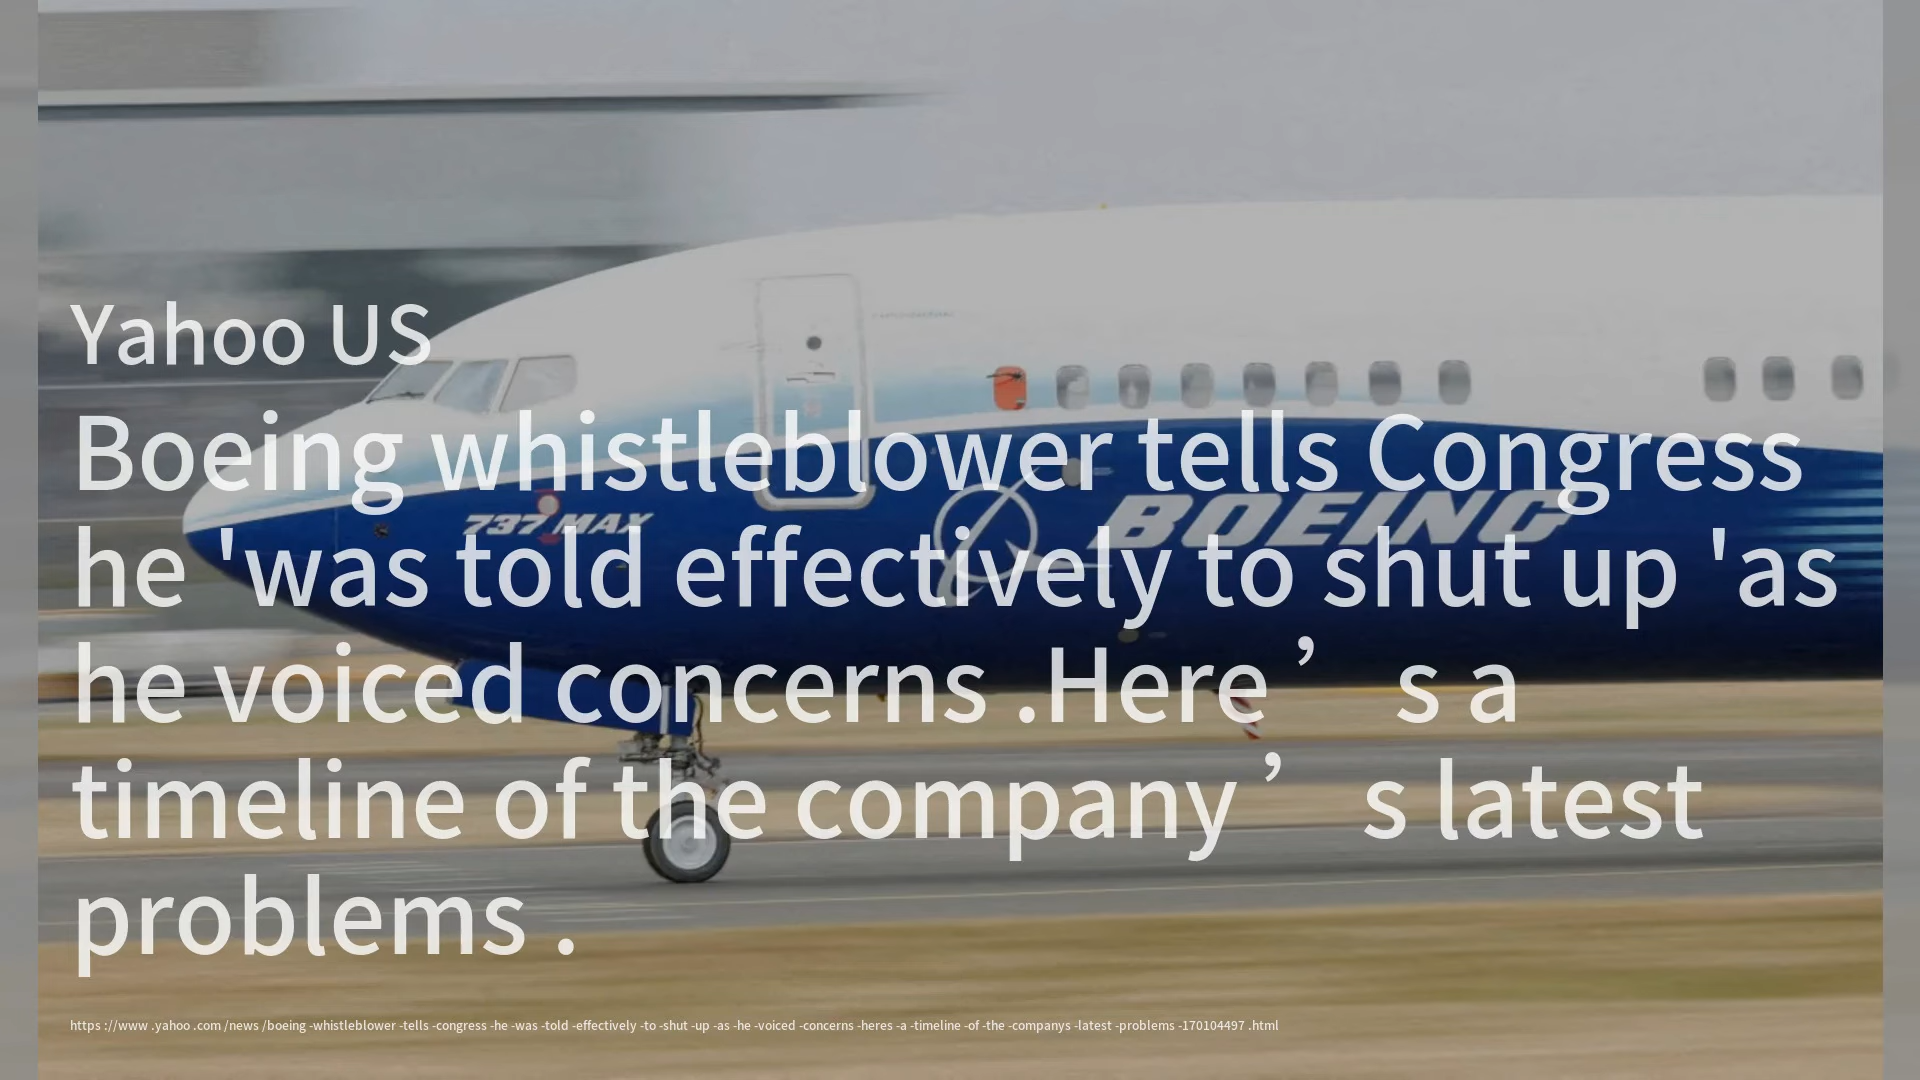 Yahoo US
Boeing whistleblower tells Congress
he 'was told effectively to shut up 'as
he voiced concerns .Here’ s a
timeline of the company’ s latest
problems .
737 MAX
BOEING
https ://www .yahoo .com /news /boeing -whistleblower -tells -congress -he -was -told -effectively -to -shut -up -as -he -voiced -concerns -heres -a -timeline -of -the -companys -latest -problems -170104497 .html